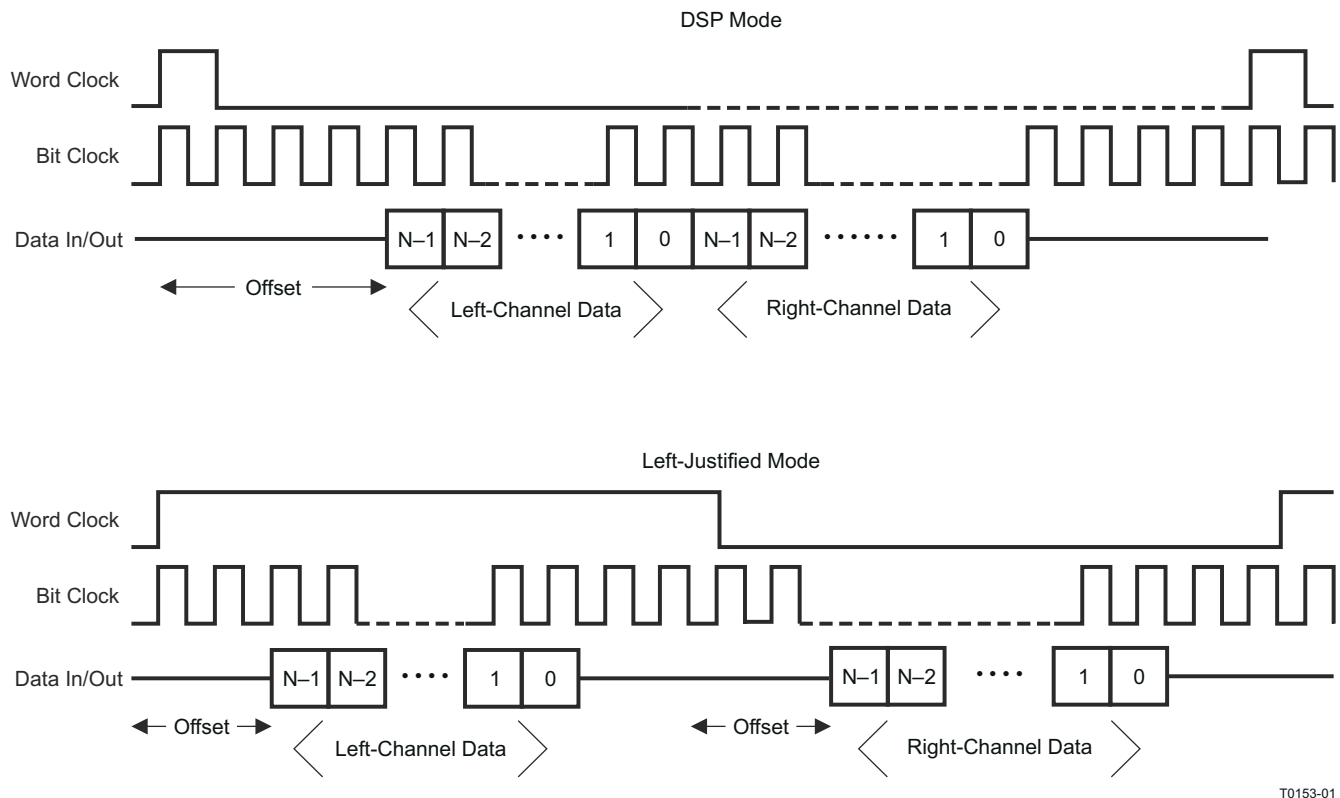 DSP Mode
Word Clock
Bit Clock
Data In/Out
N–1 N–2 •••• 1 0 N–1 N–2 •••••• 1 0
Offset
Left-Channel Data
Right-Channel Data
Left-Justified Mode
Word Clock
Bit Clock
Data In/Out
N–1 N–2 •••• 1 0 N–1 N–2 •••• 1 0
Offset
Offset
Left-Channel Data
Right-Channel Data
T0153-01